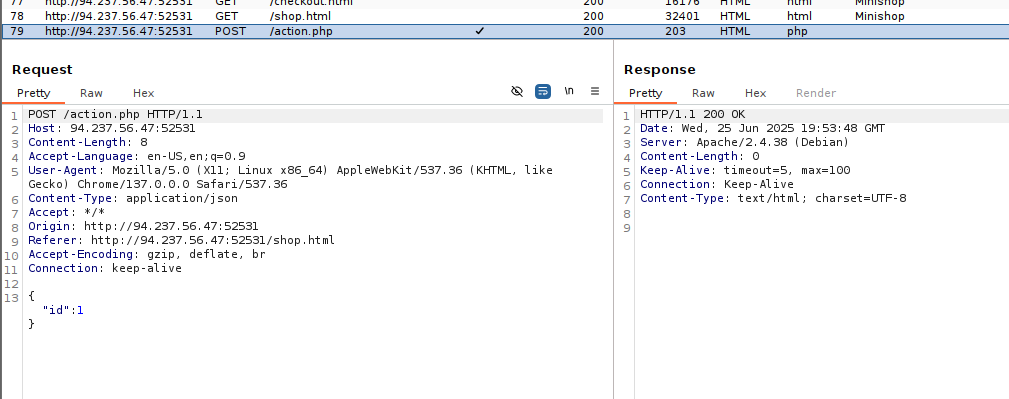 77 http://94.237.56.47:52531 GET /checkout.html 200 16176 HTML html Minishop
78 http://94.237.56.47:52531 GET /shop.html 200 32401 HTML html Minishop
79 http://94.237.56.47:52531 POST /action.php ✓ 200 203 HTML php
Request
Pretty Raw Hex
\n
1 POST /action.php HTTP/1.1
2 Host: 94.237.56.47:52531
3 Content-Length: 8
4 Accept-Language: en-US,en;q=0.9
5 User-Agent: Mozilla/5.0 (X11; Linux x86_64) AppleWebKit/537.36 (KHTML, like
Gecko) Chrome/137.0.0.0 Safari/537.36
6 Content-Type: application/json
7 Accept: */*
8 Origin: http://94.237.56.47:52531
9 Referer: http://94.237.56.47:52531/shop.html
10 Accept-Encoding: gzip, deflate, br
11 Connection: keep-alive
12
13 {
"id":1
}
Response
Pretty Raw Hex Render
1 HTTP/1.1 200 OK
2 Date: Wed, 25 Jun 2025 19:53:48 GMT
3 Server: Apache/2.4.38 (Debian)
4 Content-Length: 0
5 Keep-Alive: timeout=5, max=100
6 Connection: Keep-Alive
7 Content-Type: text/html; charset=UTF-8
8
9